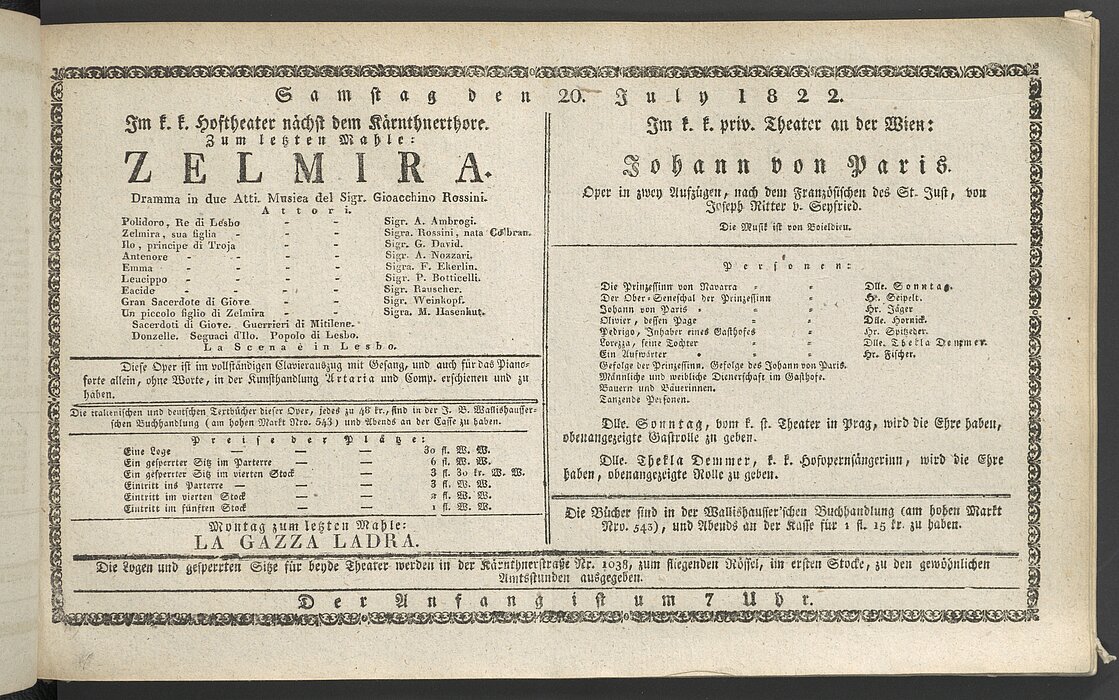 Samstag den 20. July 1822.
Im k. k. Hoftheater nächst dem Kärnthnerthore.
Zum letzten Mahle:
ZELMIRA.
Dramma in due Atti. Musica del Sigr. Gioacchino Rossini.
Attori.
Polidoro, Re di Lesbo - - Sigr. A. Ambrogi.
Zelmira, sua figlia - - - Sigra. Rossini, nata Colbran.
Ilo, principe di Troja - - Sigr. G. David.
Antenore - - - - Sigr. A. Nozzari.
Emma - - - - Sigra. F. Ekerlin.
Leucippo - - - - Sigr. P. Botticelli.
Eacide - - - - Sigr. Rauscher.
Gran Sacerdote di Giove - - Sigr. Weinkopf.
Un piccolo figlio di Zelmira - - Sigra. M. Hasenhut.
Sacerdoti di Giove. Guerrieri di Mitilene.
Donzelle. Seguaci d'Ilo. Popolo di Lesbo.
La Scena è in Lesbo.
Diese Oper ist im vollständigen Clavierauszug mit Gesang, und auch für das Piano-
forte allein, ohne Worte, in der Kunsthandlung Artaria und Comp. erschienen und zu
haben.
Die italienischen und deutschen Textbücher dieser Oper, jedes zu 48 kr., sind in der J. B. Wallishausser-
schen Buchhandlung (am hohen Markt Nro. 543) und Abends an der Casse zu haben.
Preise der Plätze:
Eine Loge — — — 30 fl. W. W.
Ein gesperrter Sitz im Parterre — — 6 fl. W. W.
Ein gesperrter Sitz im vierten Stock — 3 fl. 30 kr. W. W.
Eintritt ins Parterre — — — 3 fl. W. W.
Eintritt im vierten Stock — — 2 fl. W. W.
Eintritt im fünften Stock — — 1 fl. W. W.
Montag zum letzten Mahle:
LA GAZZA LADRA.
Im k. k. priv. Theater an der Wien:
Johann von Paris.
Oper in zwey Aufzügen, nach dem Französischen des St. Just, von
Joseph Ritter v. Seyfried.
Die Musik ist von Boieldieu.
Personen:
Die Prinzessinn von Navarra - - Dlle. Sonntag.
Der Ober-Seneschal der Prinzessinn - Hr. Seipelt.
Johann von Paris - - - Hr. Jäger
Olivier, dessen Page - - Dlle. Hornick.
Pedrigo, Inhaber eines Gasthofes - - Hr. Spitzeder.
Lorezza, seine Tochter - - Dlle. Thekla Demmer.
Ein Aufwärter - - - Hr. Fischer.
Gefolge der Prinzessinn. Gefolge des Johann von Paris.
Männliche und weibliche Dienerschaft im Gasthofe.
Bauern und Bäuerinnen.
Tanzende Personen.
Dlle. Sonntag, vom k. st. Theater in Prag, wird die Ehre haben,
obenangezeigte Gastrolle zu geben.
Dlle. Thekla Demmer, k. k. Hofopernsängerinn, wird die Ehre
haben, obenangezeigte Rolle zu geben.
Die Bücher sind in der Wallishausser'schen Buchhandlung (am hohen Markt
Nro. 543), und Abends an der Kasse für 1 fl. 15 kr. zu haben.
Die Logen und gesperrten Sitze für beyde Theater werden in der Kärnthnerstraße Nr. 1038, zum fliegenden Rössel, im ersten Stocke, zu den gewöhnlichen
Amtsstunden ausgegeben.
Der Anfang ist um 7 Uhr.